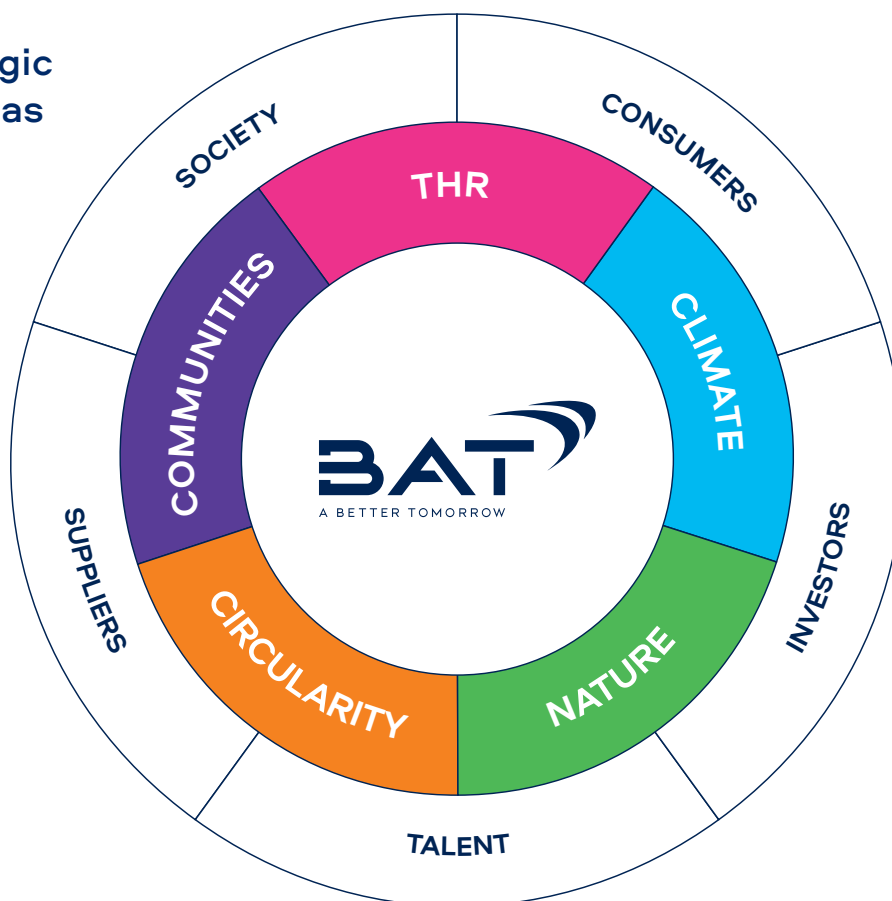 gic
as
SOCIETY
CONSUMERS
THR
COMMUNITIES
CLIMATE
BAT
A BETTER TOMORROW
SUPPLIERS
INVESTORS
CIRCULARITY
NATURE
TALENT